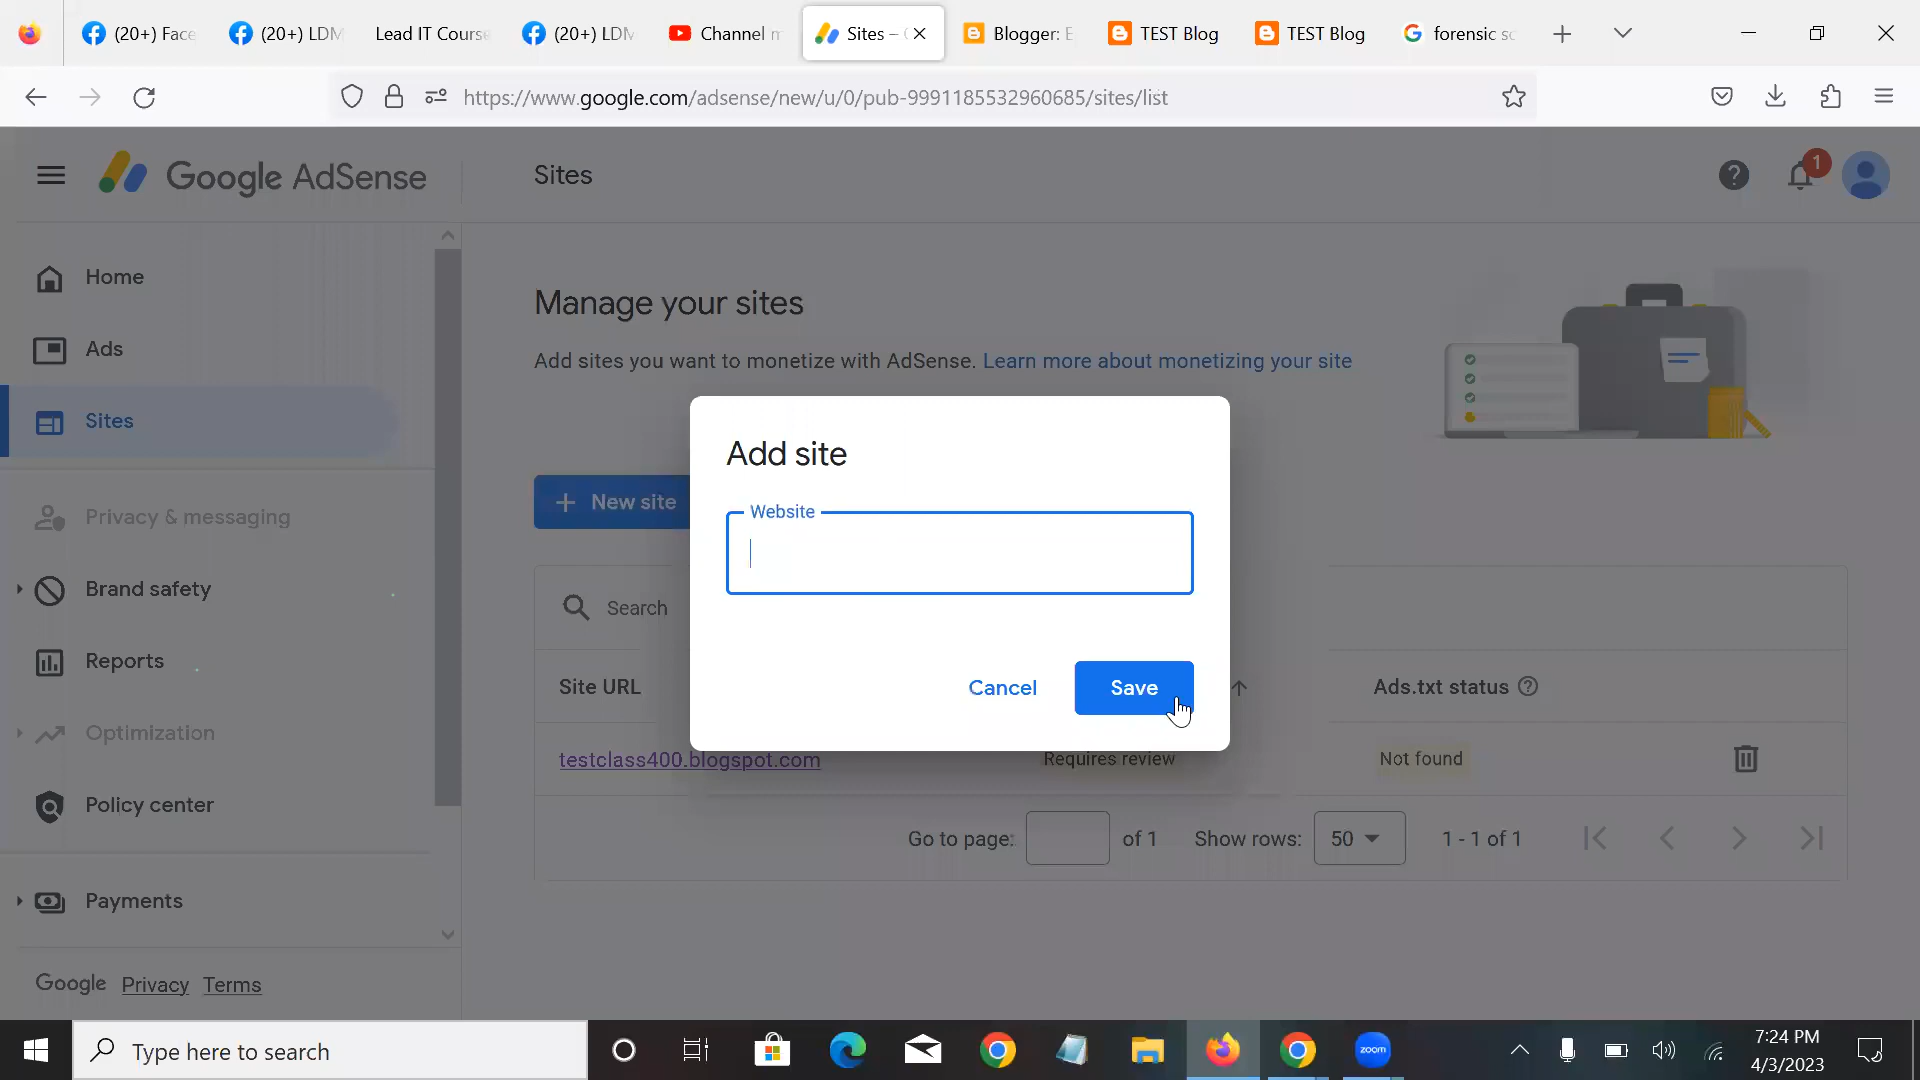 (20+) Face
(20+) LDM
Lead IT Course
(20+) LDM
Channel m
Sites – G
Blogger: E
TEST Blog
TEST Blog
forensic sc
https://www.google.com/adsense/new/u/0/pub-9991185532960685/sites/list
Google AdSense
Sites
1
Home
Ads
Sites
Privacy & messaging
Brand safety
Reports
Optimization
Policy center
Payments
Google Privacy Terms
Manage your sites
Add sites you want to monetize with AdSense. Learn more about monetizing your site
New site
Search
Add site
Website
Cancel
Save
Site URL
Ads.txt status
testclass400.blogspot.com
Requires review
Not found
Go to page:
of 1
Show rows:
50
1 - 1 of 1
Type here to search
zoom
7:24 PM
4/3/2023